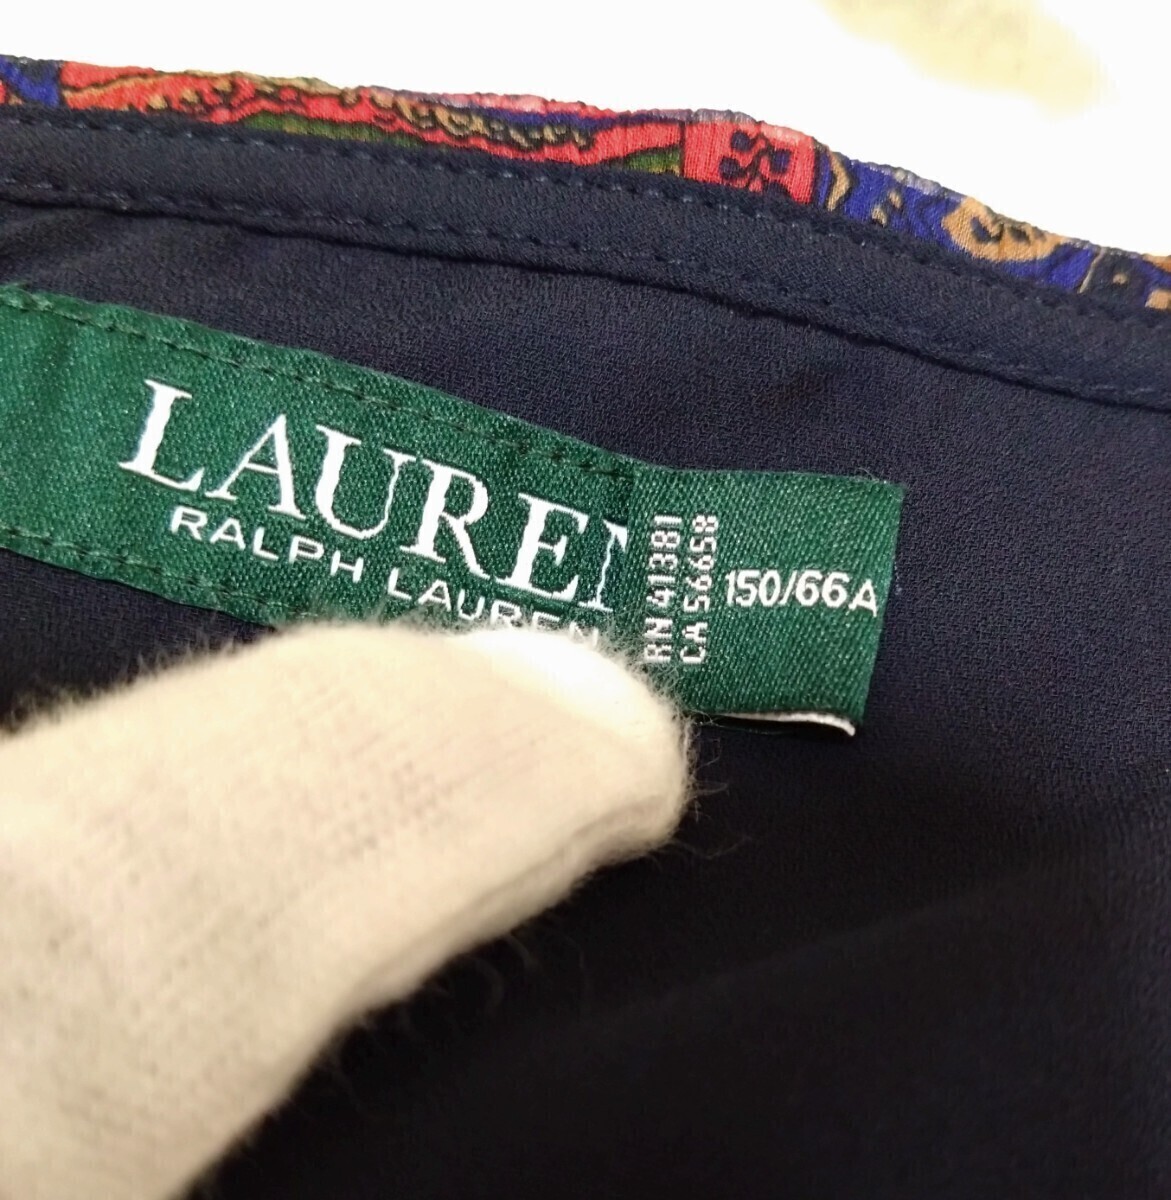 LAUREN
RALPH LAUREN
RN 41381
CA 56658
150/66A